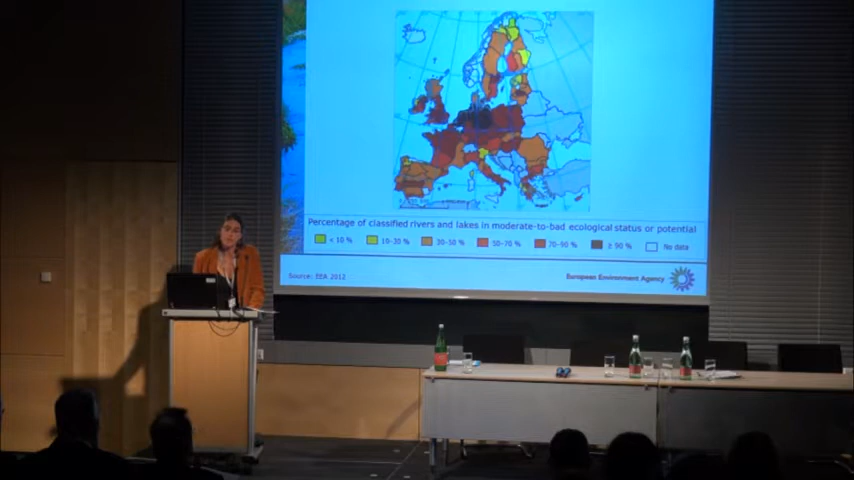 Percentage of classified rivers and lakes in moderate-to-bad ecological status or potential
< 10 % 10-30 % 30-50 % 50-70 % 70-90 % ≥ 90 % No data
Source: EEA 2012
European Environment Agency